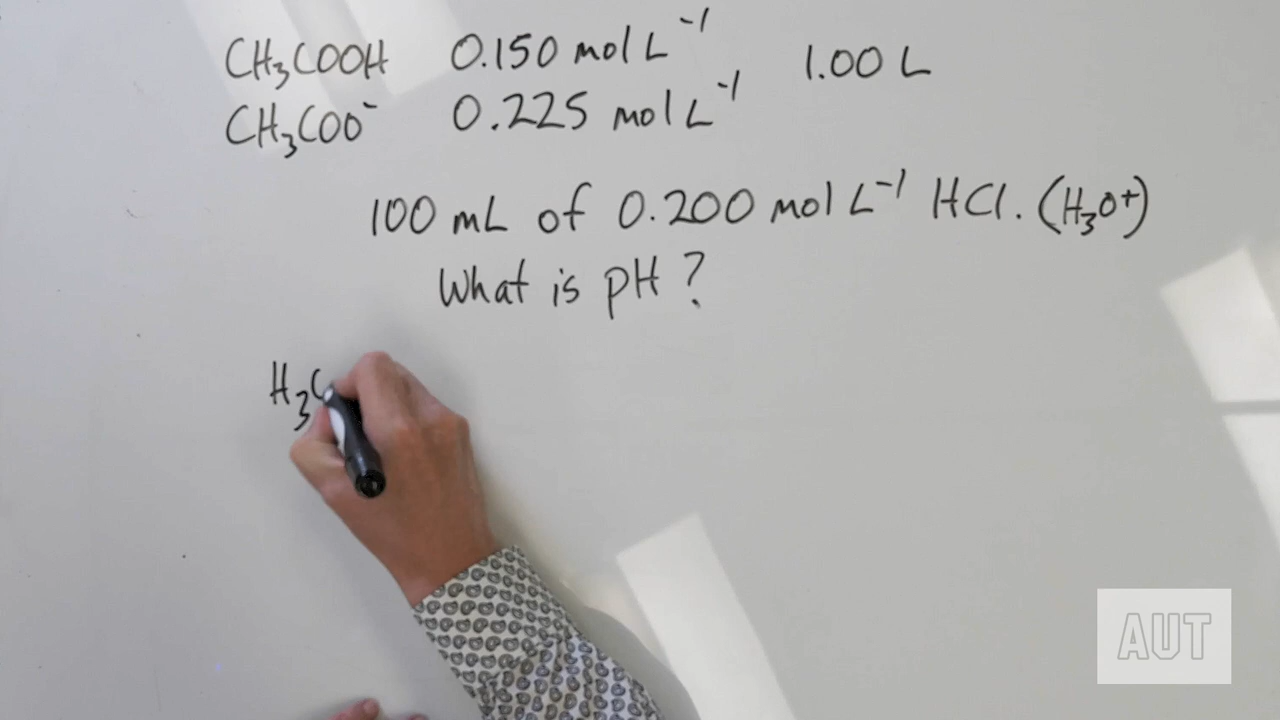 CH₃COOH 0.150 mol L⁻¹ 1.00 L
CH₃COO⁻ 0.225 mol L⁻¹
100 mL of 0.200 mol L⁻¹ HCl. (H₃O⁺)
What is pH?
H₃
AUT